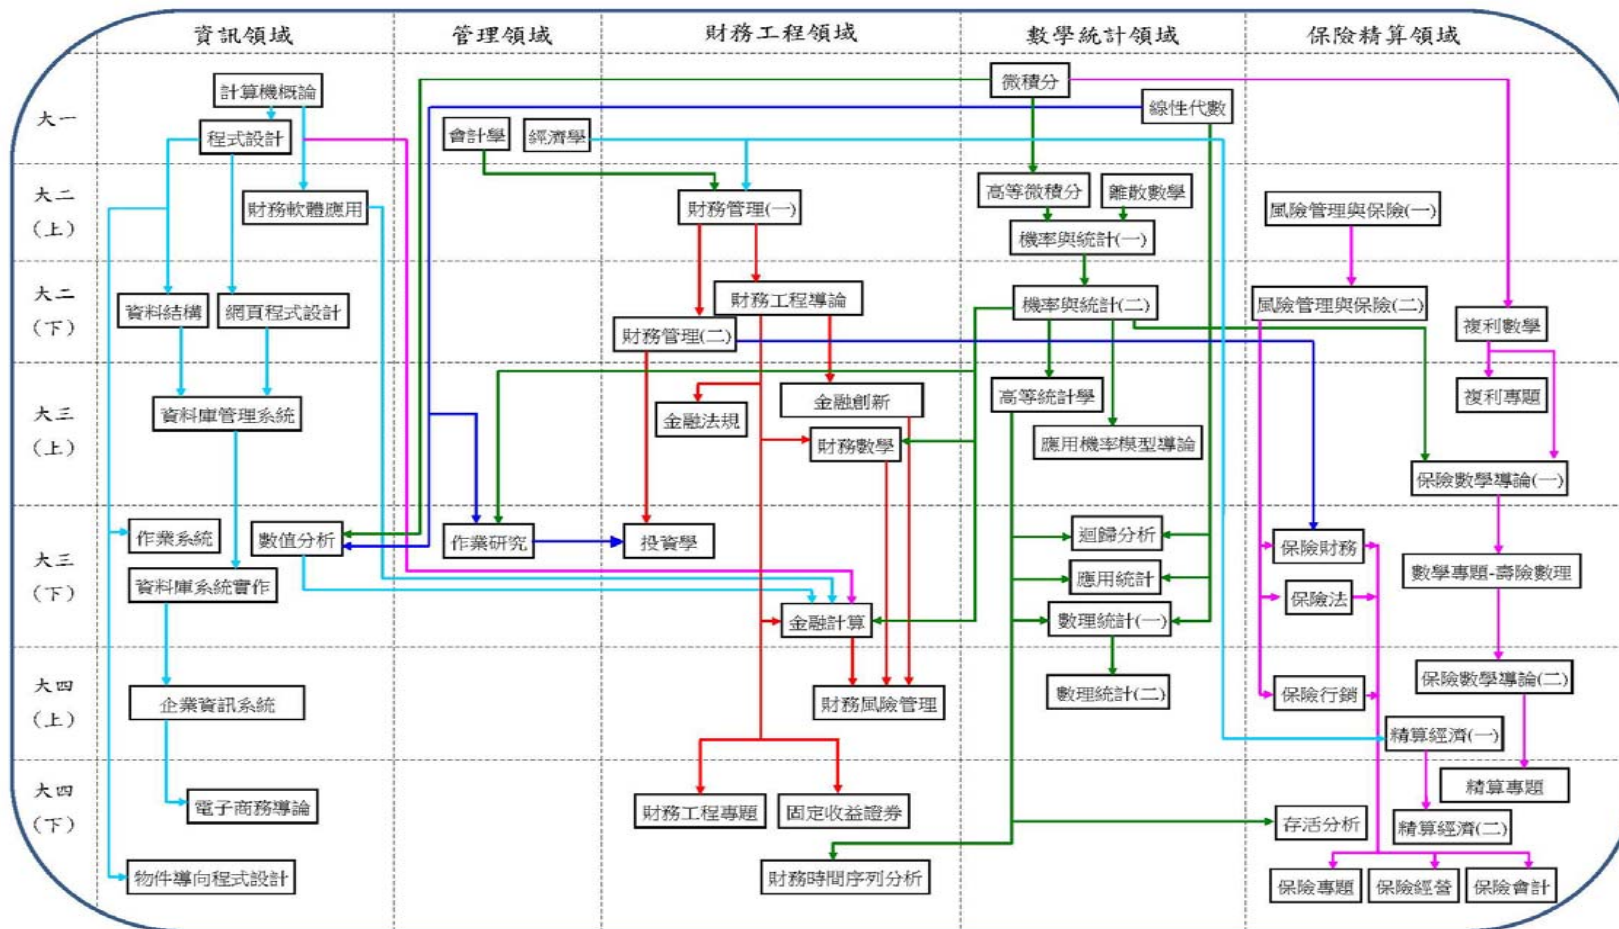 資訊領域
管理領域
財務工程領域
數學統計領域
保險精算領域
大一
計算機概論
微積分
線性代數
程式設計
會計學
經濟學
大二
(上)
財務軟體應用
財務管理(一)
高等微積分
離散數學
機率與統計(一)
風險管理與保險(一)
大二
(下)
資料結構
網頁程式設計
財務工程導論
財務管理(二)
機率與統計(二)
風險管理與保險(二)
複利數學
大三
(上)
資料庫管理系統
金融法規
金融創新
財務數學
高等統計學
應用機率模型導論
複利專題
保險數學導論(一)
大三
(下)
作業系統
數值分析
資料庫系統實作
作業研究
投資學
金融計算
迴歸分析
應用統計
數理統計(一)
保險財務
保險法
數學專題-壽險數理
大四
(上)
企業資訊系統
財務風險管理
數理統計(二)
保險行銷
保險數學導論(二)
精算經濟(一)
大四
(下)
電子商務導論
物件導向程式設計
財務工程專題
固定收益證券
財務時間序列分析
存活分析
精算專題
精算經濟(二)
保險專題
保險經營
保險會計